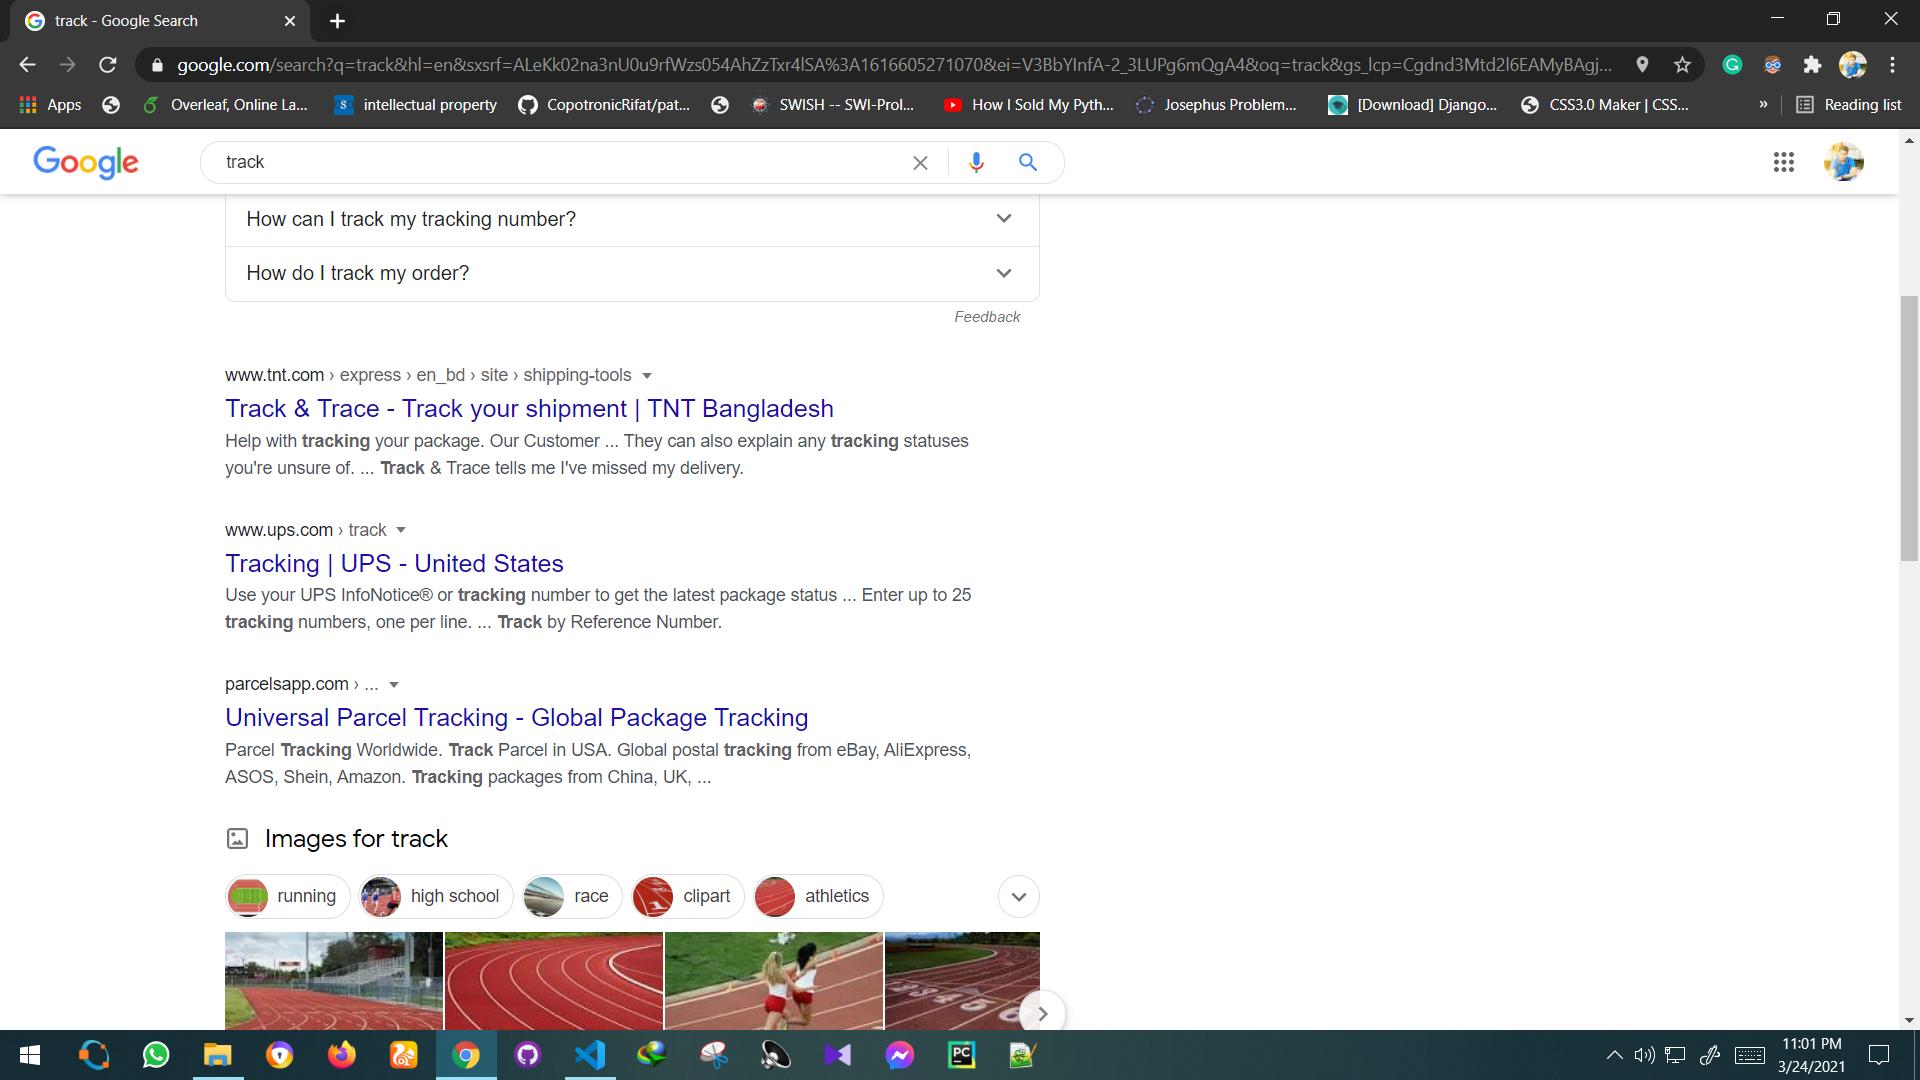 track - Google Search
google.com/search?q=track&hl=en&sxsrf=ALeKk02na3nU0u9rfWzs054AhZzTxr4lSA%3A1616605271070&ei=V3BbYInfA-2_3LUPg6mQgA4&oq=track&gs_lcp=Cgdnd3Mtd2l6EAMyBAgj...
Apps Overleaf, Online La... intellectual property CopotronicRifat/pat... SWISH -- SWI-Prol... How I Sold My Pyth... Josephus Problem... [Download] Django... CSS3.0 Maker | CSS... » Reading list
Google track
How can I track my tracking number?
How do I track my order?
Feedback
www.tnt.com › express › en_bd › site › shipping-tools
Track & Trace - Track your shipment | TNT Bangladesh
Help with tracking your package. Our Customer ... They can also explain any tracking statuses
you're unsure of. ... Track & Trace tells me I've missed my delivery.
www.ups.com › track
Tracking | UPS - United States
Use your UPS InfoNotice® or tracking number to get the latest package status ... Enter up to 25
tracking numbers, one per line. ... Track by Reference Number.
parcelsapp.com › ...
Universal Parcel Tracking - Global Package Tracking
Parcel Tracking Worldwide. Track Parcel in USA. Global postal tracking from eBay, AliExpress,
ASOS, Shein, Amazon. Tracking packages from China, UK, ...
Images for track
running high school race clipart athletics
3 4 5 6
PC
11:01 PM
3/24/2021